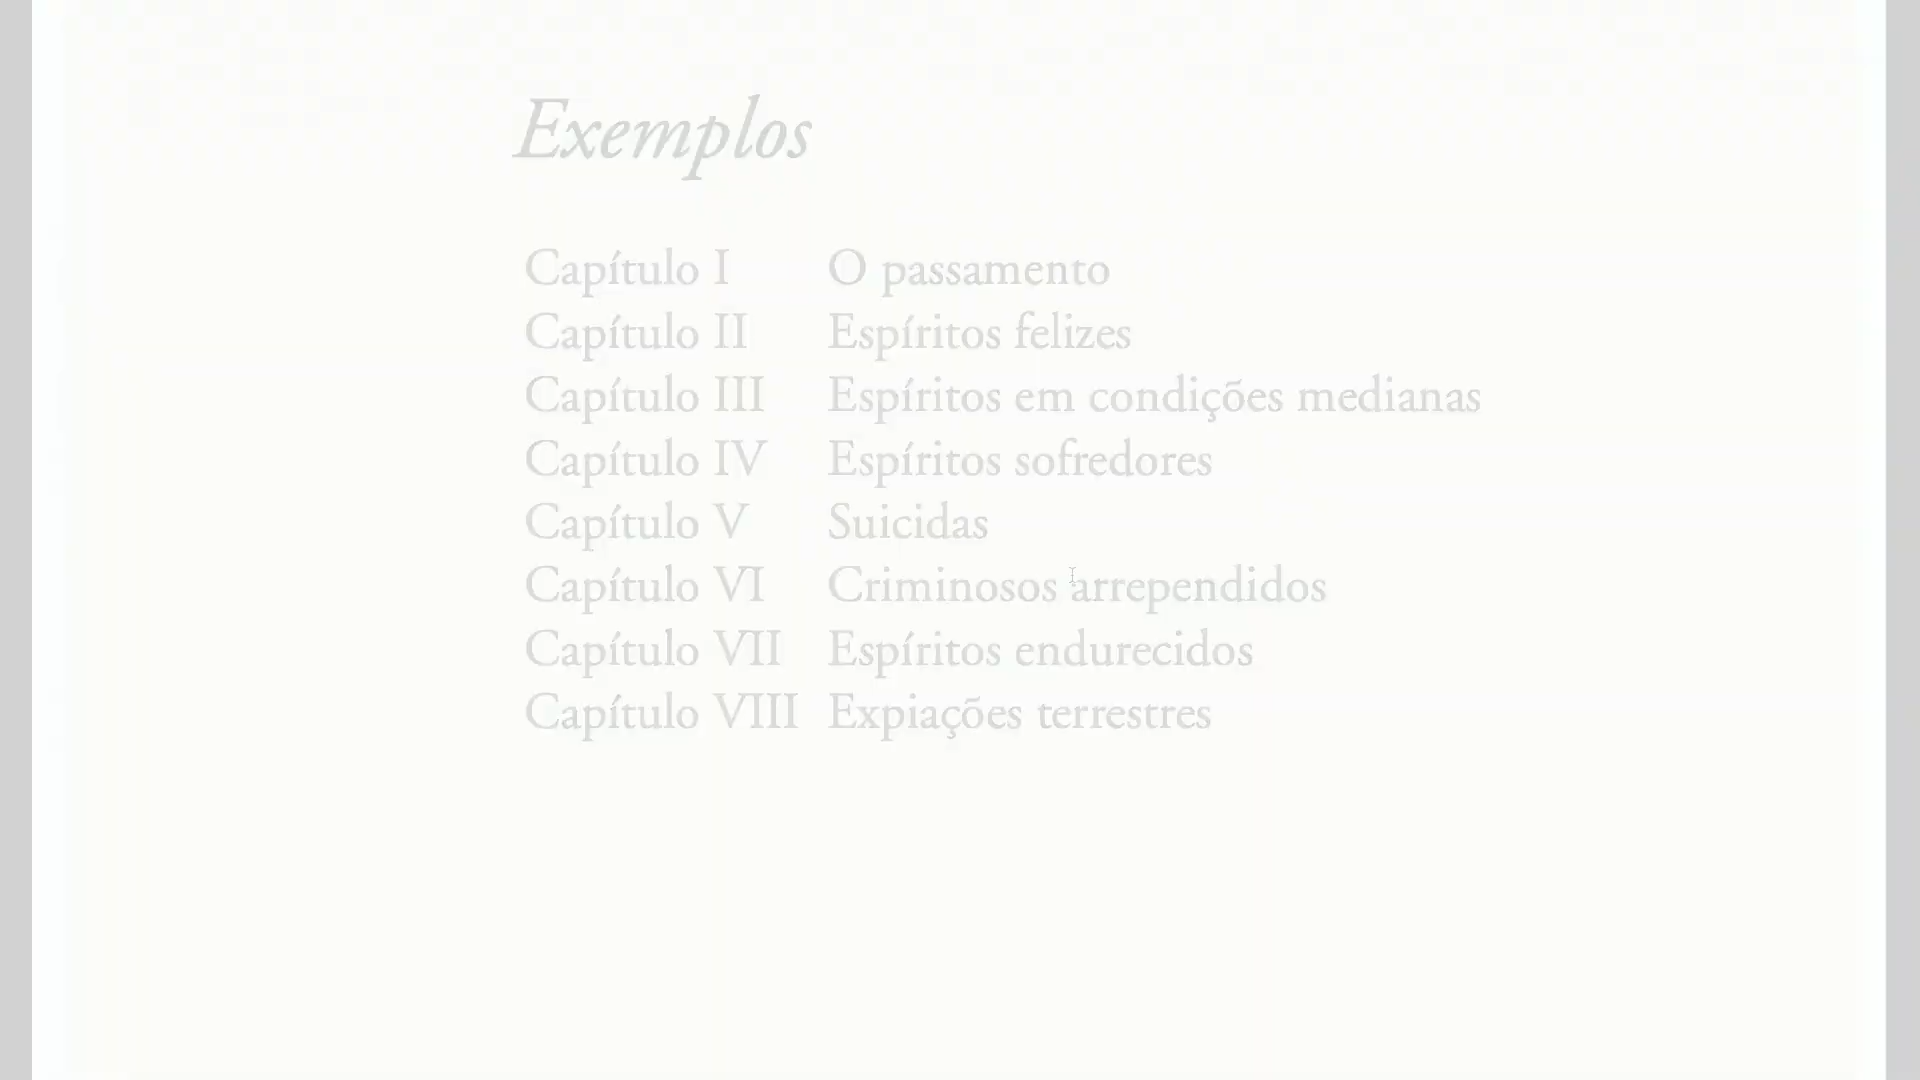 Exemplos
Capítulo I O passamento
Capítulo II Espíritos felizes
Capítulo III Espíritos em condições medianas
Capítulo IV Espíritos sofredores
Capítulo V Suicidas
Capítulo VI Criminosos arrependidos
Capítulo VII Espíritos endurecidos
Capítulo VIII Expiações terrestres